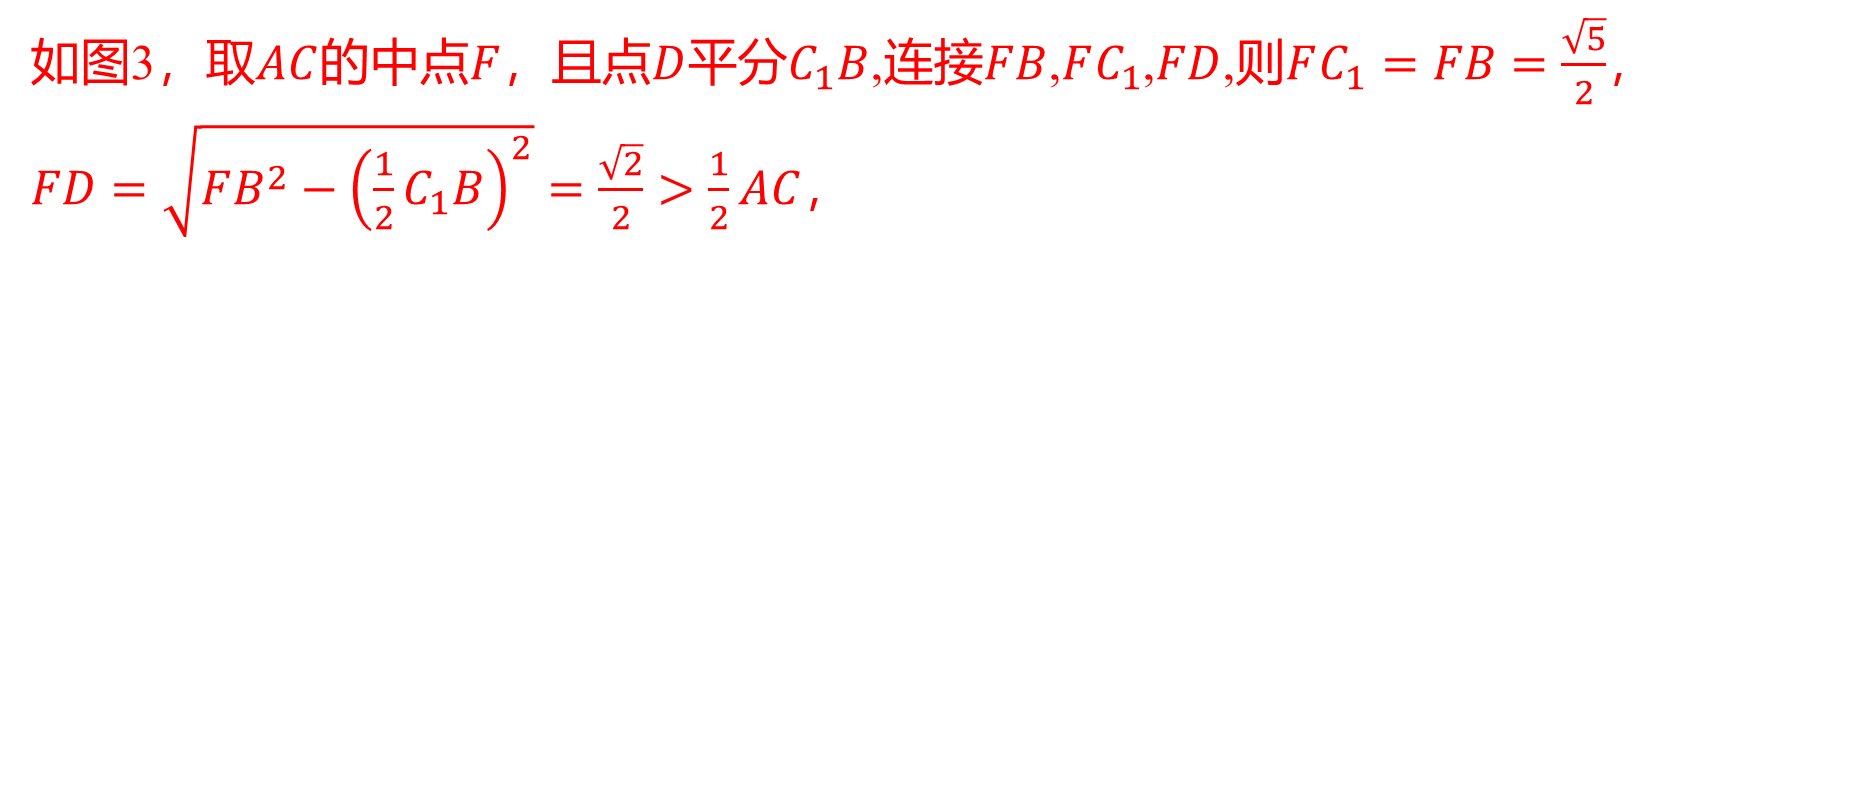 如图3，取AC的中点F，且点D平分C₁B,连接FB,FC₁,FD,则FC₁ = FB = √5/2,
FD = √(FB² − (1/2 C₁B)²) = √2/2 > 1/2 AC,